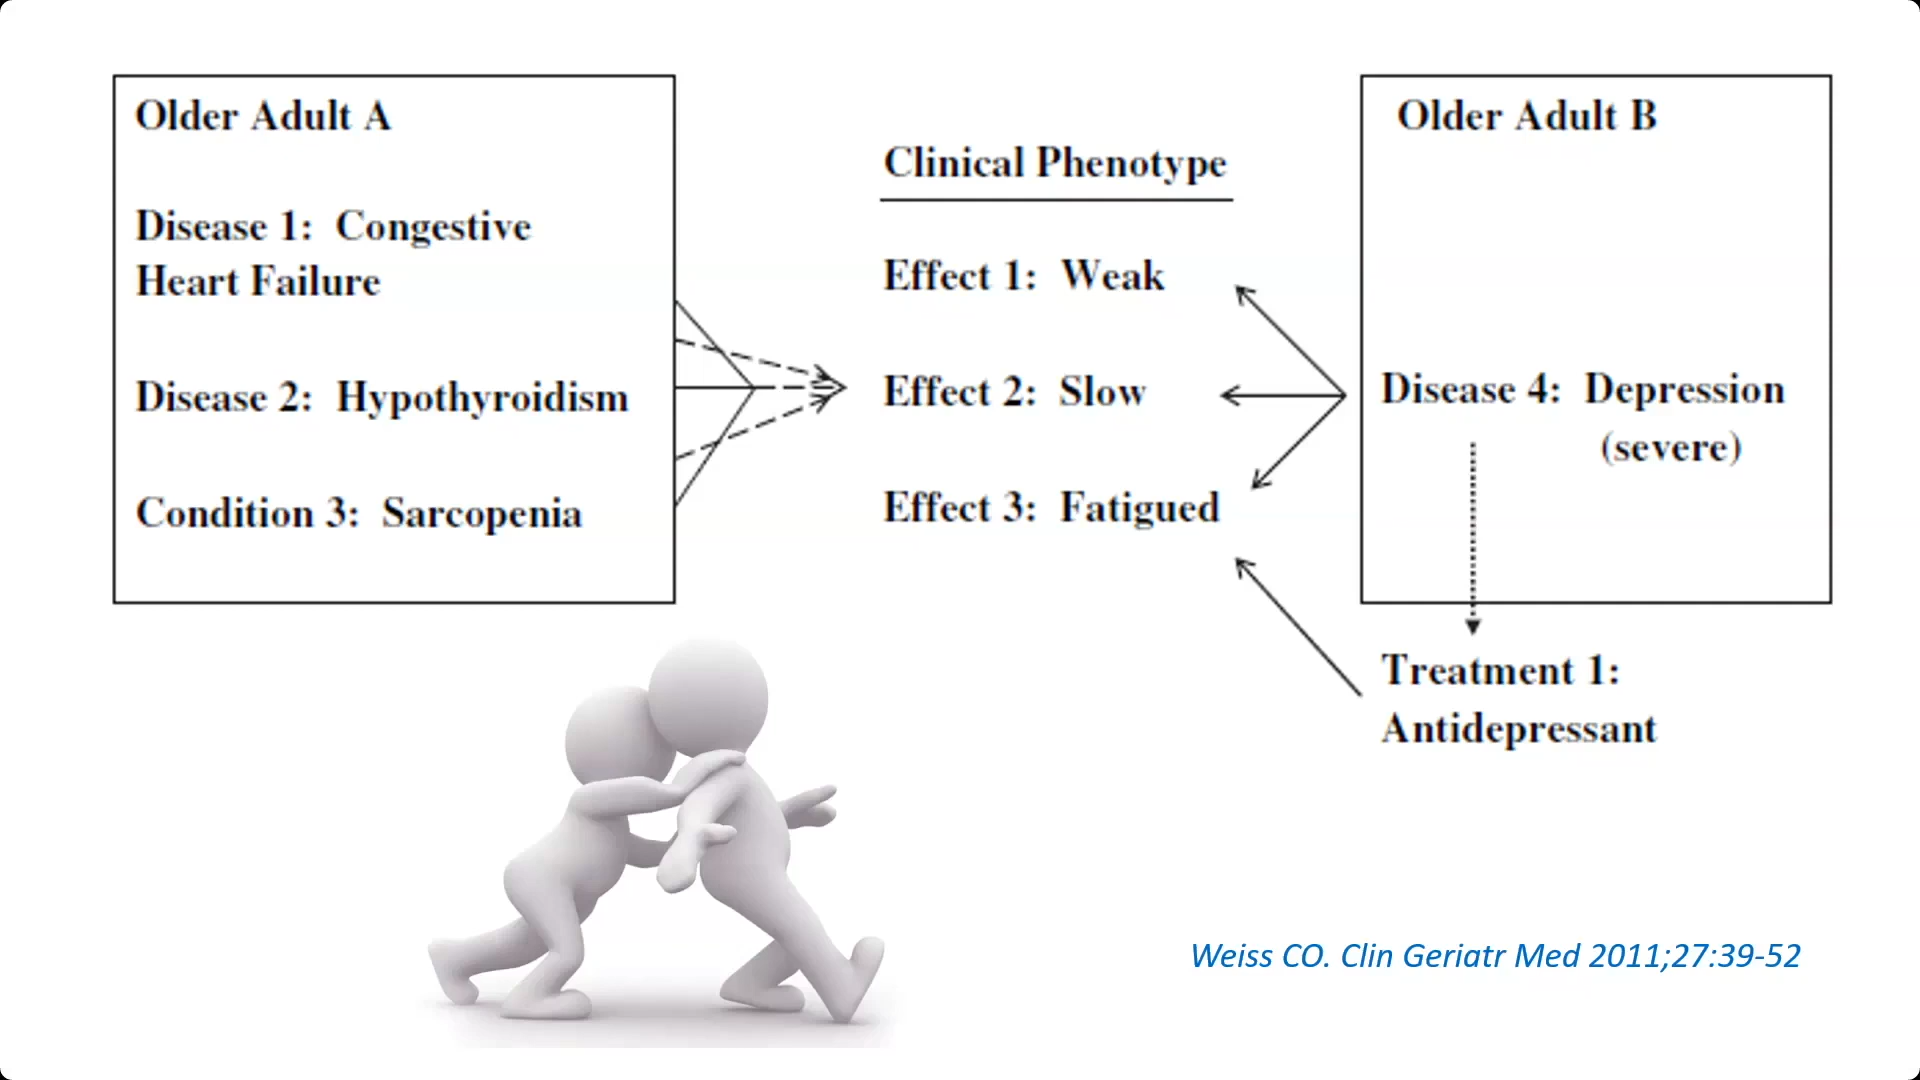 Older Adult A
Disease 1: Congestive
Heart Failure
Disease 2: Hypothyroidism
Condition 3: Sarcopenia
Clinical Phenotype
Effect 1: Weak
Effect 2: Slow
Effect 3: Fatigued
Older Adult B
Disease 4: Depression
(severe)
Treatment 1:
Antidepressant
Weiss CO. Clin Geriatr Med 2011;27:39-52